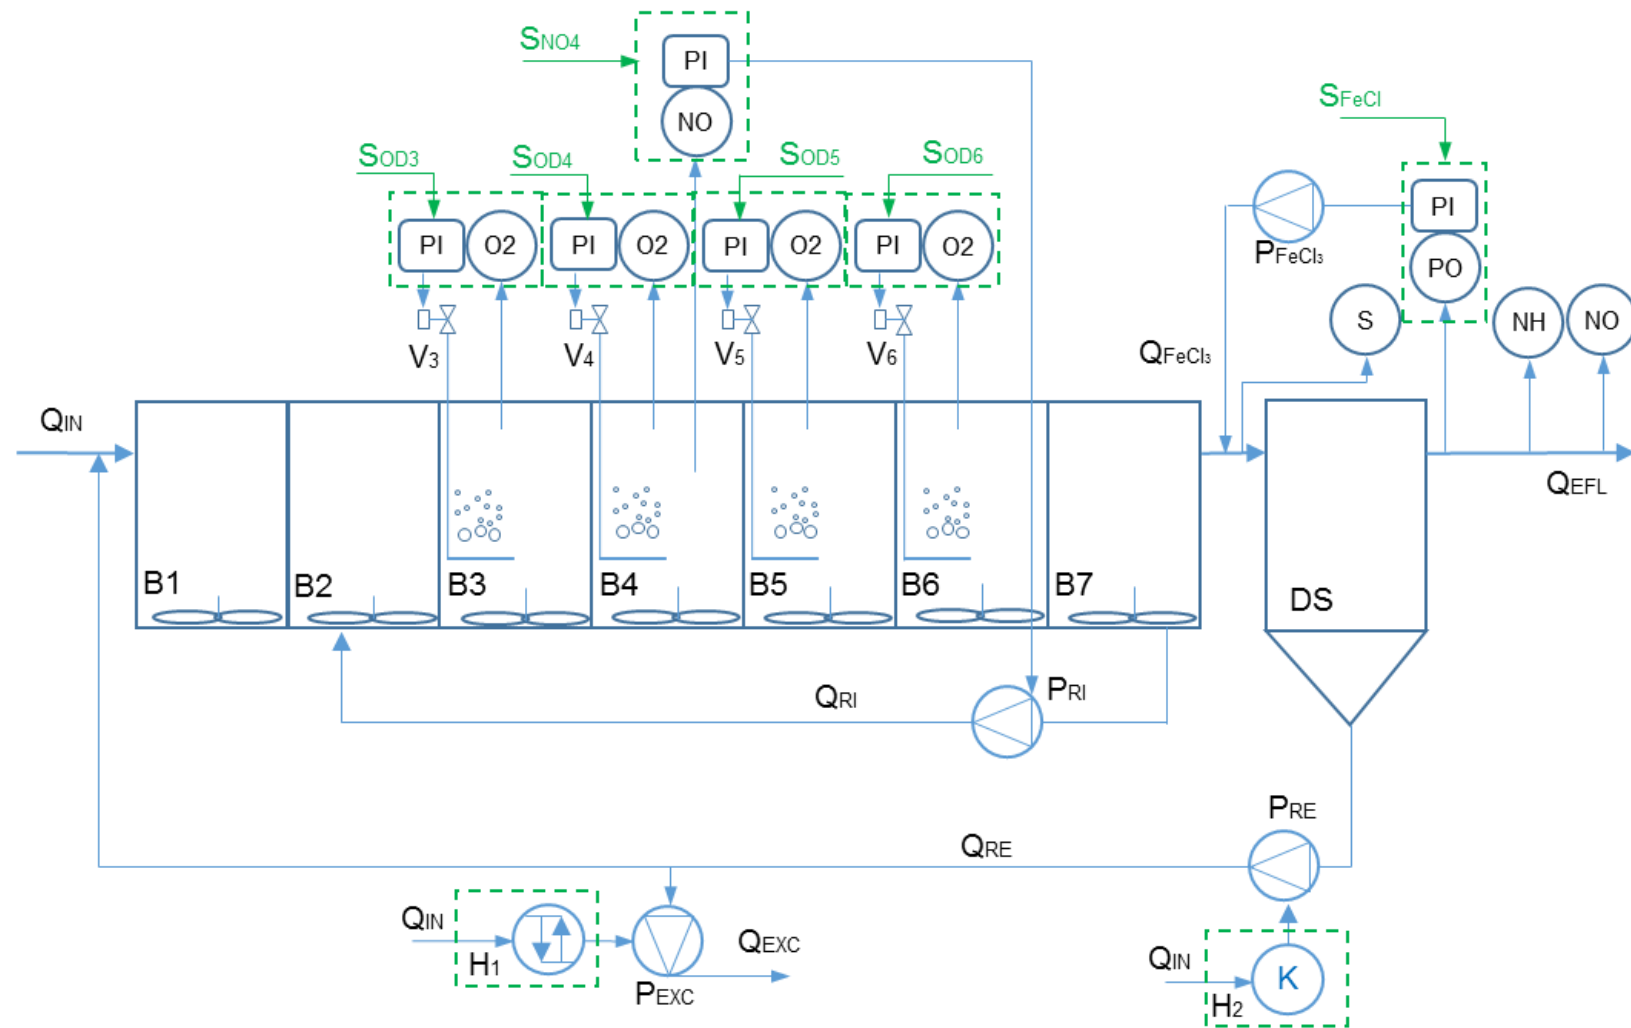 SNO4
PI
NO
SFeCl
SOD3
SOD4
SOD5
SOD6
PI
O2
PI
O2
PI
O2
PI
O2
PFeCl₃
PI
PO
S
NH
NO
V3
V4
V5
V6
QFeCl₃
QIN
QEFL
B1
B2
B3
B4
B5
B6
B7
DS
QRI
PRI
PRE
QRE
QIN
H1
QEXC
PEXC
QIN
H2
K